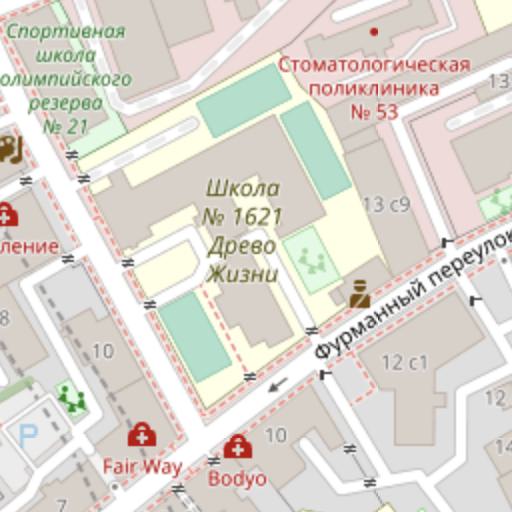 Спортивная
школа
олимпийского
резерва
№ 21
Стоматологическая
поликлиника
№ 53
13
Школа
№ 1621
Древо
Жизни
13 с9
ление
Фурманный переулок
8
10
12 с1
12
P
Fair Way
Bodyo
10
14
7